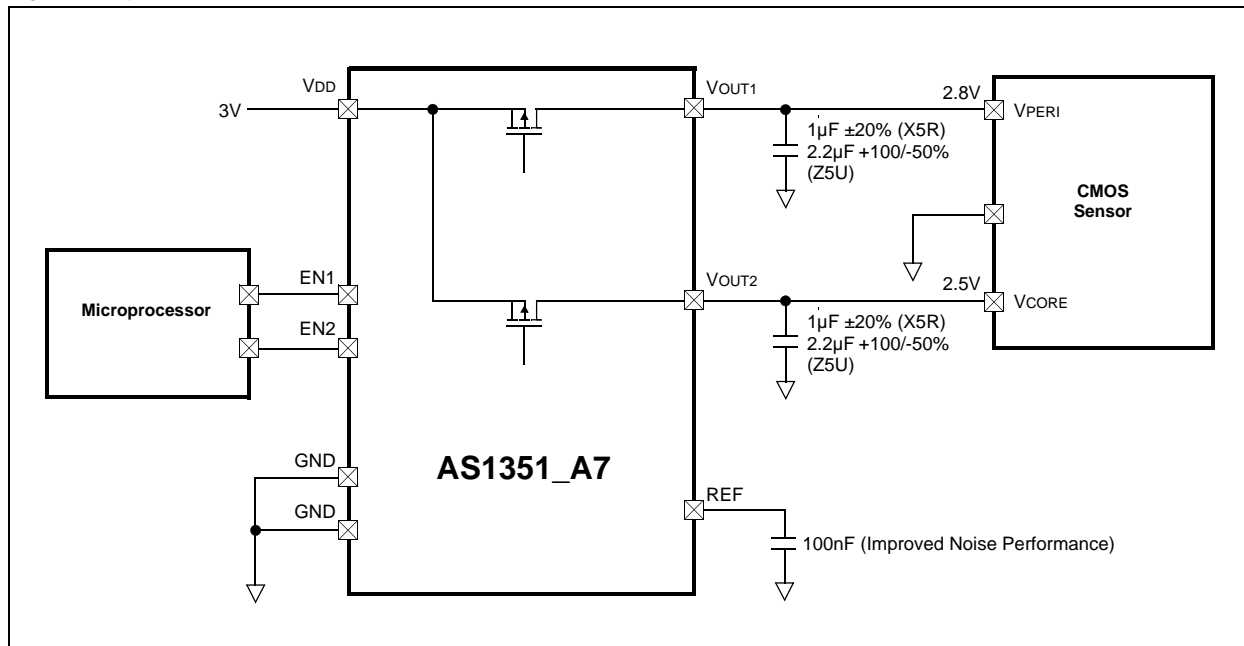 VDD
VOUT1
3V
2.8V
VPERI
1µF ±20% (X5R)
2.2µF +100/-50%
(Z5U)
CMOS
Sensor
Microprocessor
EN1
EN2
VOUT2
2.5V
VCORE
1µF ±20% (X5R)
2.2µF +100/-50%
(Z5U)
GND
GND
AS1351_A7
REF
100nF (Improved Noise Performance)